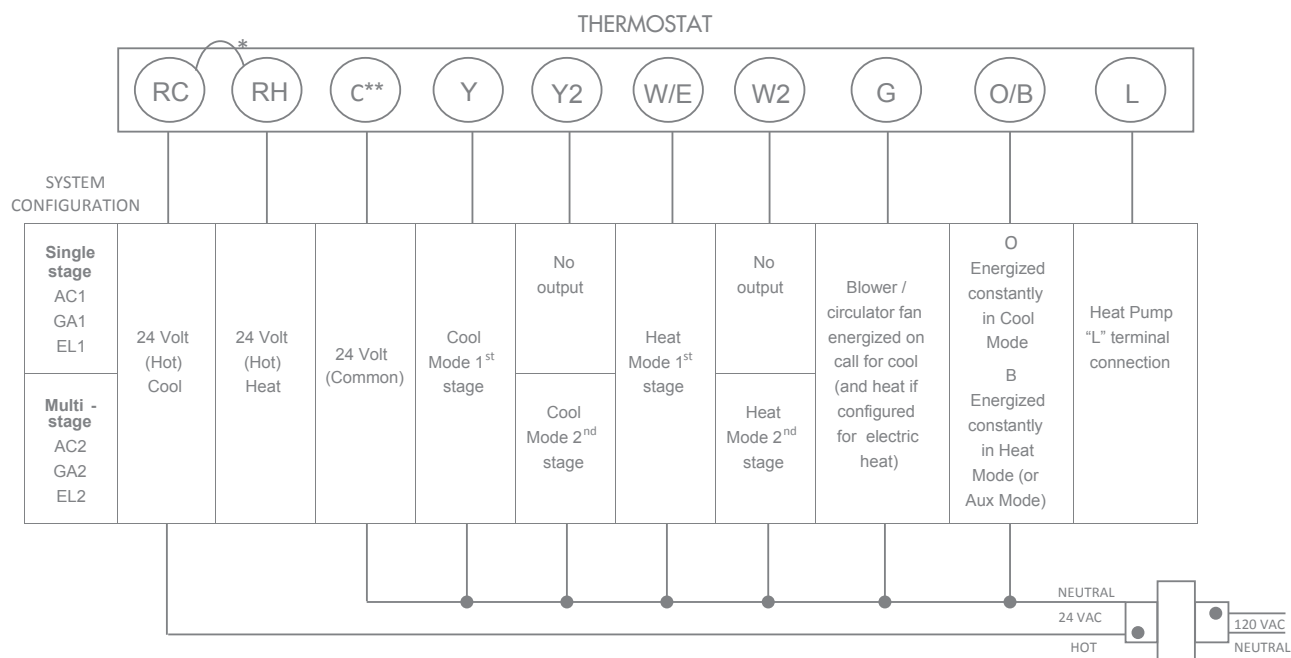 THERMOSTAT
*
RC
RH
C**
Y
Y2
W/E
W2
G
O/B
L
SYSTEM
CONFIGURATION
Single
stage
AC1
GA1
EL1
Multi -
stage
AC2
GA2
EL2
24 Volt
(Hot)
Cool
24 Volt
(Hot)
Heat
24 Volt
(Common)
Cool
Mode 1st
stage
No
output
Cool
Mode 2nd
stage
Heat
Mode 1st
stage
No
output
Heat
Mode 2nd
stage
Blower /
circulator fan
energized on
call for cool
(and heat if
configured
for electric
heat)
O
Energized
constantly
in Cool
Mode
B
Energized
constantly
in Heat
Mode (or
Aux Mode)
Heat Pump
“L” terminal
connection
NEUTRAL
24 VAC
HOT
120 VAC
NEUTRAL